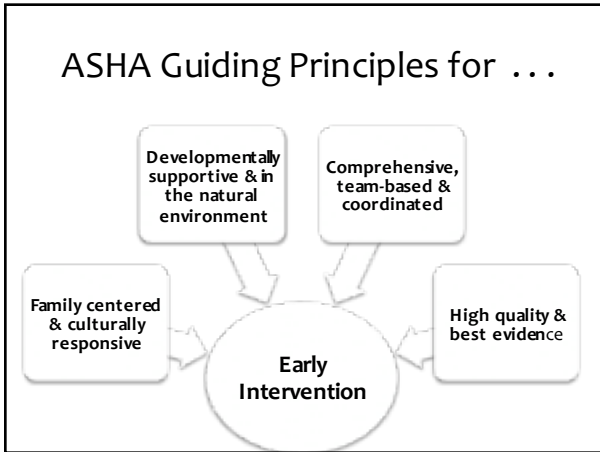 ASHA Guiding Principles for ...
Developmentally
supportive & in
the natural
environment
Comprehensive,
team-based &
coordinated
Family centered
& culturally
responsive
High quality &
best evidence
Early
Intervention